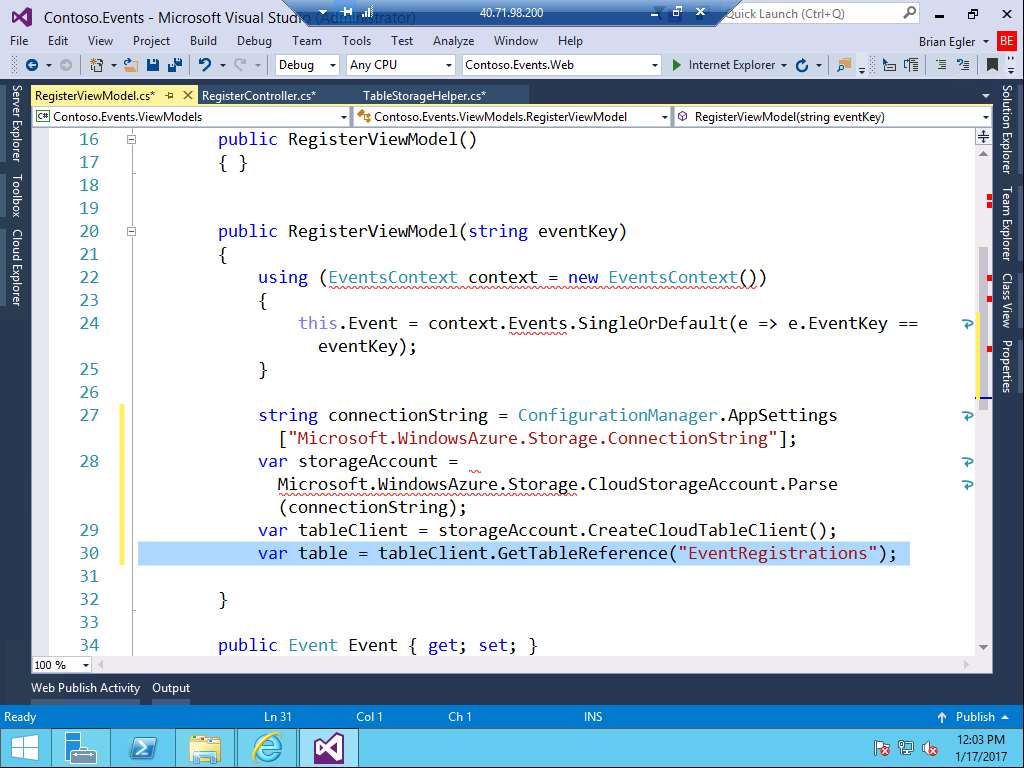 Contoso.Events - Microsoft Visual Studio (Administrator)
40.71.98.200
Quick Launch (Ctrl+Q)
File Edit View Project Build Debug Team Tools Test Analyze Window Help
Brian Egler BE
Debug Any CPU Contoso.Events.Web Internet Explorer
RegisterViewModel.cs* RegisterController.cs* TableStorageHelper.cs*
C# Contoso.Events.ViewModels Contoso.Events.ViewModels.RegisterViewModel RegisterViewModel(string eventKey)
Server Explorer
Toolbox
Cloud Explorer
16 public RegisterViewModel()
17 { }
18
19
20 public RegisterViewModel(string eventKey)
21 {
22 using (EventsContext context = new EventsContext())
23 {
24 this.Event = context.Events.SingleOrDefault(e => e.EventKey ==
eventKey);
25 }
26
27 string connectionString = ConfigurationManager.AppSettings
["Microsoft.WindowsAzure.Storage.ConnectionString"];
28 var storageAccount =
Microsoft.WindowsAzure.Storage.CloudStorageAccount.Parse
(connectionString);
29 var tableClient = storageAccount.CreateCloudTableClient();
30 var table = tableClient.GetTableReference("EventRegistrations");
31
32 }
33
34 public Event Event { get; set; }
Solution Explorer
Team Explorer
Class View
Properties
100 %
Web Publish Activity Output
Ready Ln 31 Col 1 Ch 1 INS Publish
12:03 PM
1/17/2017